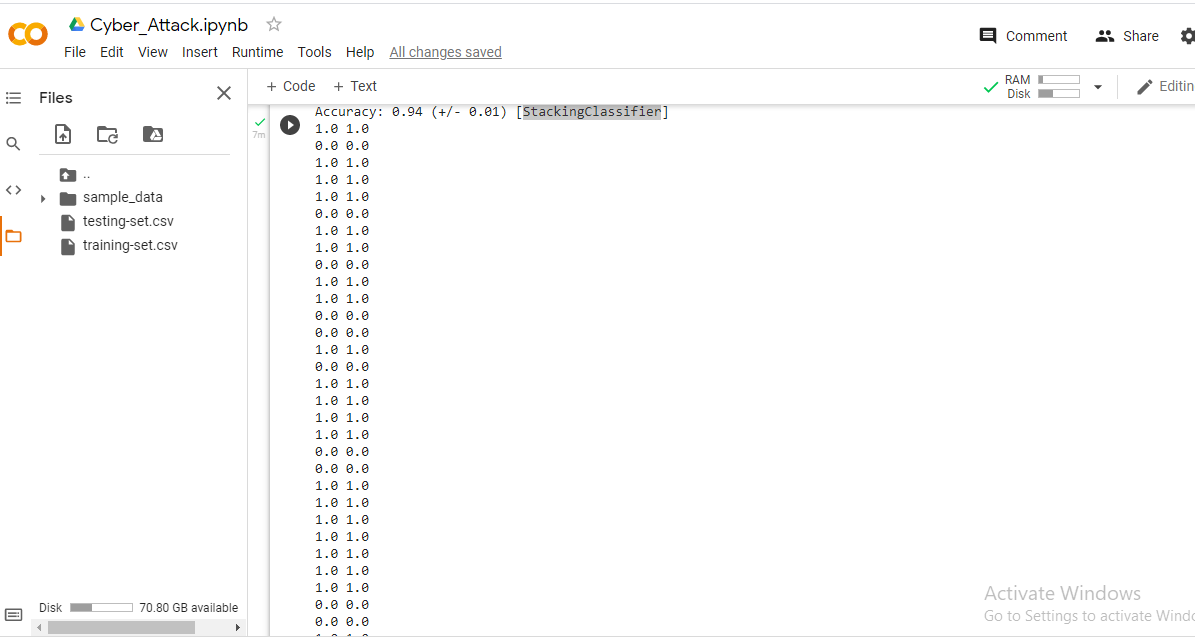 Cyber_Attack.ipynb
File Edit View Insert Runtime Tools Help All changes saved
Comment Share
Files
+ Code + Text
RAM
Disk
Editin
..
sample_data
testing-set.csv
training-set.csv
Disk 70.80 GB available
7m
Accuracy: 0.94 (+/- 0.01) [StackingClassifier]
1.0 1.0
0.0 0.0
1.0 1.0
1.0 1.0
1.0 1.0
0.0 0.0
1.0 1.0
1.0 1.0
0.0 0.0
1.0 1.0
1.0 1.0
0.0 0.0
0.0 0.0
1.0 1.0
0.0 0.0
1.0 1.0
1.0 1.0
1.0 1.0
1.0 1.0
0.0 0.0
0.0 0.0
1.0 1.0
1.0 1.0
1.0 1.0
1.0 1.0
1.0 1.0
1.0 1.0
1.0 1.0
0.0 0.0
0.0 0.0
1.0 1.0
Activate Windows
Go to Settings to activate Windo